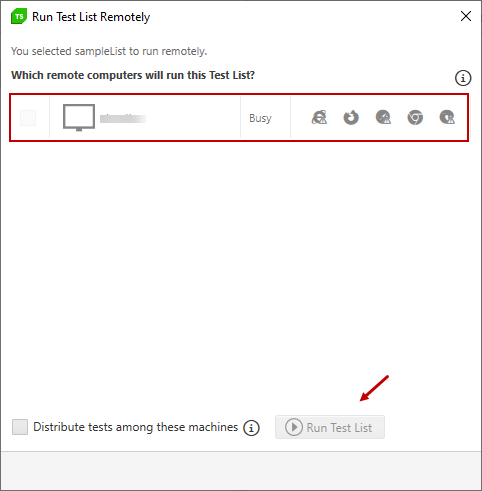 TS Run Test List Remotely
You selected sampleList to run remotely.
Which remote computers will run this Test List?
Busy
Distribute tests among these machines
Run Test List